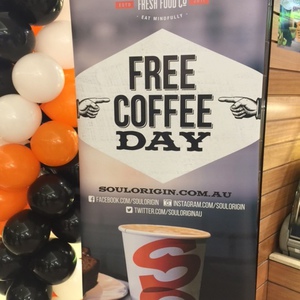 FRESH FOOD CO
- EAT MINDFULLY -
FREE
COFFEE
DAY
SOULORIGIN.COM.AU
FACEBOOK.COM/SOULORIGIN INSTAGRAM.COM/SOULORIGIN
TWITTER.COM/SOULORIGINAU